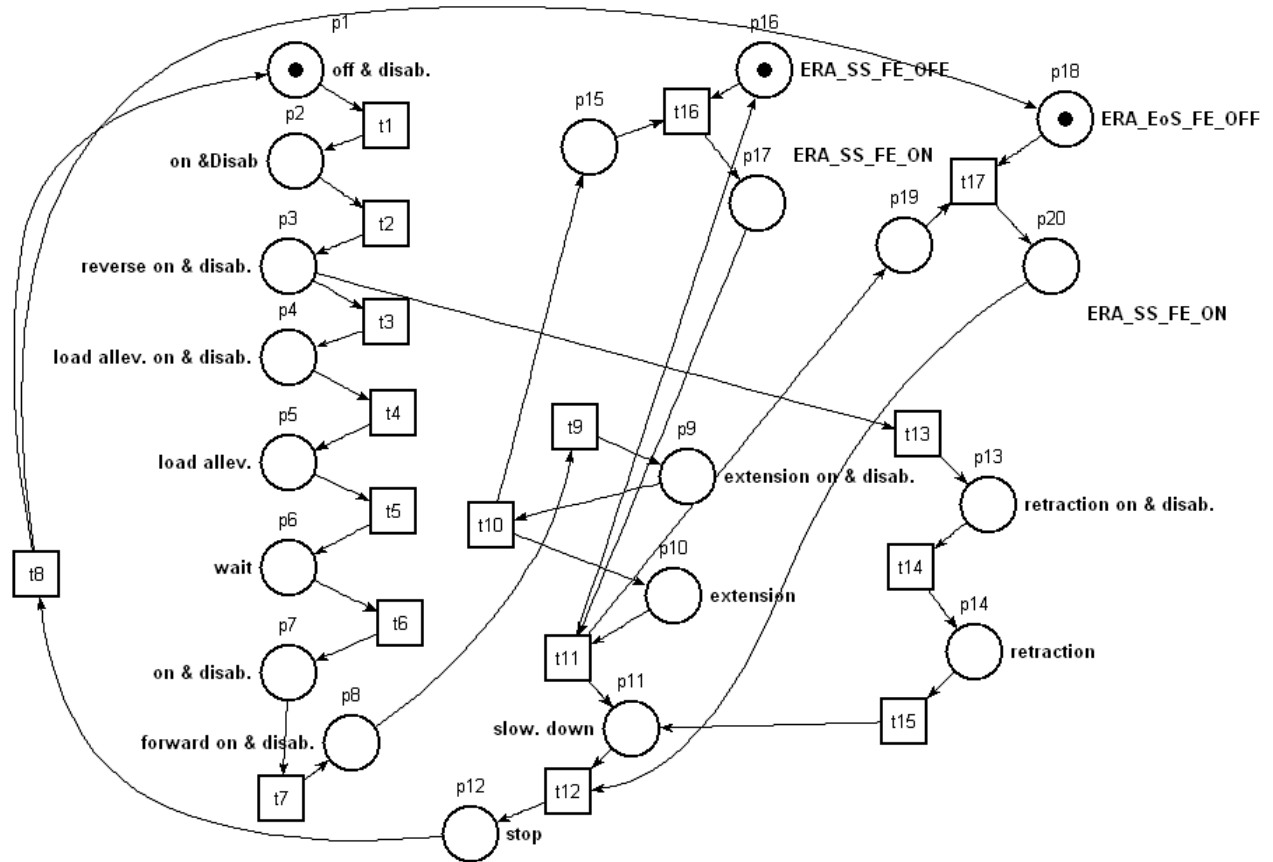 p1
off & disab.
t1
p2
on &Disab
t2
p3
reverse on & disab.
t3
p4
load allev. on & disab.
t4
p5
load allev.
t5
p6
wait
t6
p7
on & disab.
p8
forward on & disab.
t7
t8
p12
stop
p16
ERA_SS_FE_OFF
p15
t16
ERA_SS_FE_ON
p17
p18
ERA_EoS_FE_OFF
t17
p19
p20
ERA_SS_FE_ON
t9
p9
extension on & disab.
t10
p10
extension
t11
p11
slow. down
t12
t13
p13
retraction on & disab.
t14
p14
retraction
t15